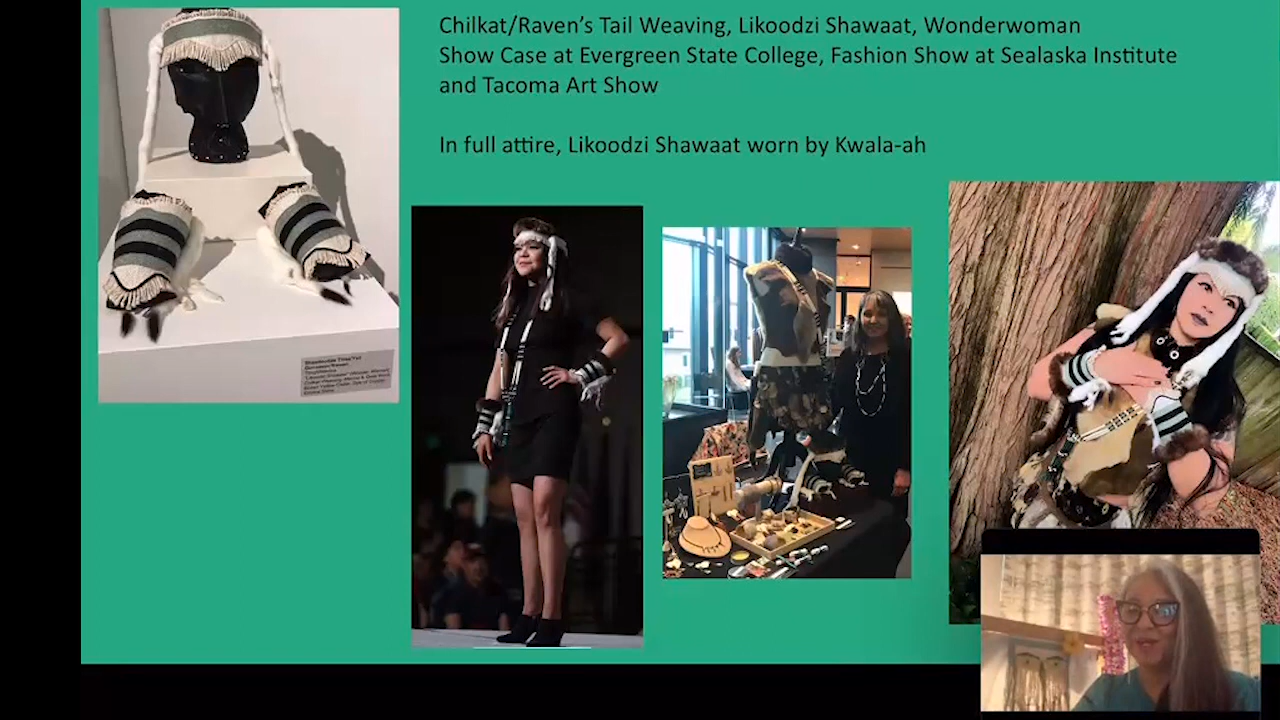 Chilkat/Raven's Tail Weaving, Likoodzi Shawaat, Wonderwoman
Show Case at Evergreen State College, Fashion Show at Sealaska Institute
and Tacoma Art Show
In full attire, Likoodzi Shawaat worn by Kwala-ah